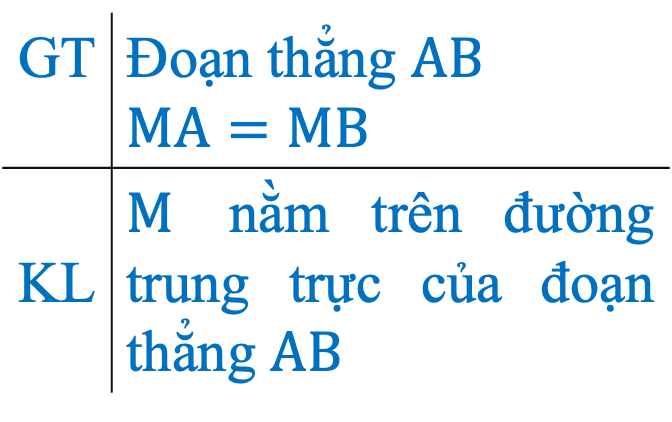 GT Đoạn thẳng AB
MA = MB
M nằm trên đường
KL trung trực của đoạn
thẳng AB